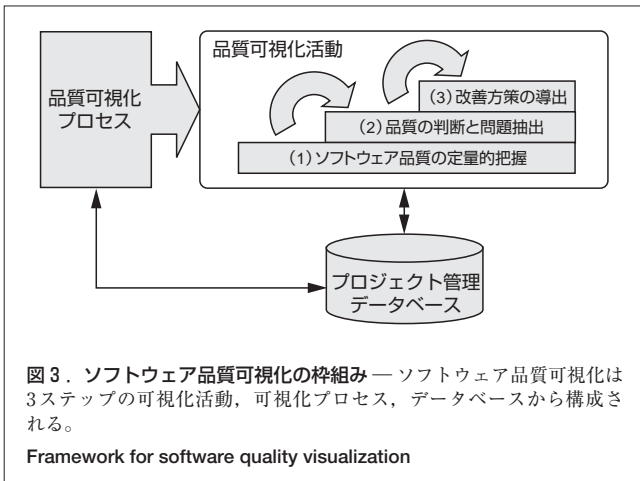 品質可視化活動
品質可視化
プロセス
(3)改善方策の導出
(2)品質の判断と問題抽出
(1)ソフトウェア品質の定量的把握
プロジェクト管理
データベース
図3．ソフトウェア品質可視化の枠組み — ソフトウェア品質可視化は
3ステップの可視化活動，可視化プロセス，データベースから構成さ
れる。
Framework for software quality visualization